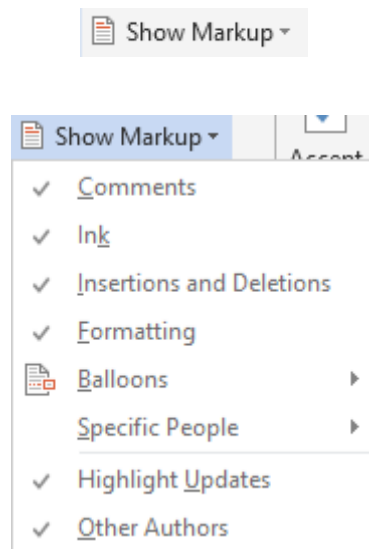 Show Markup
Show Markup
Comments
Ink
Insertions and Deletions
Formatting
Balloons
Specific People
Highlight Updates
Other Authors